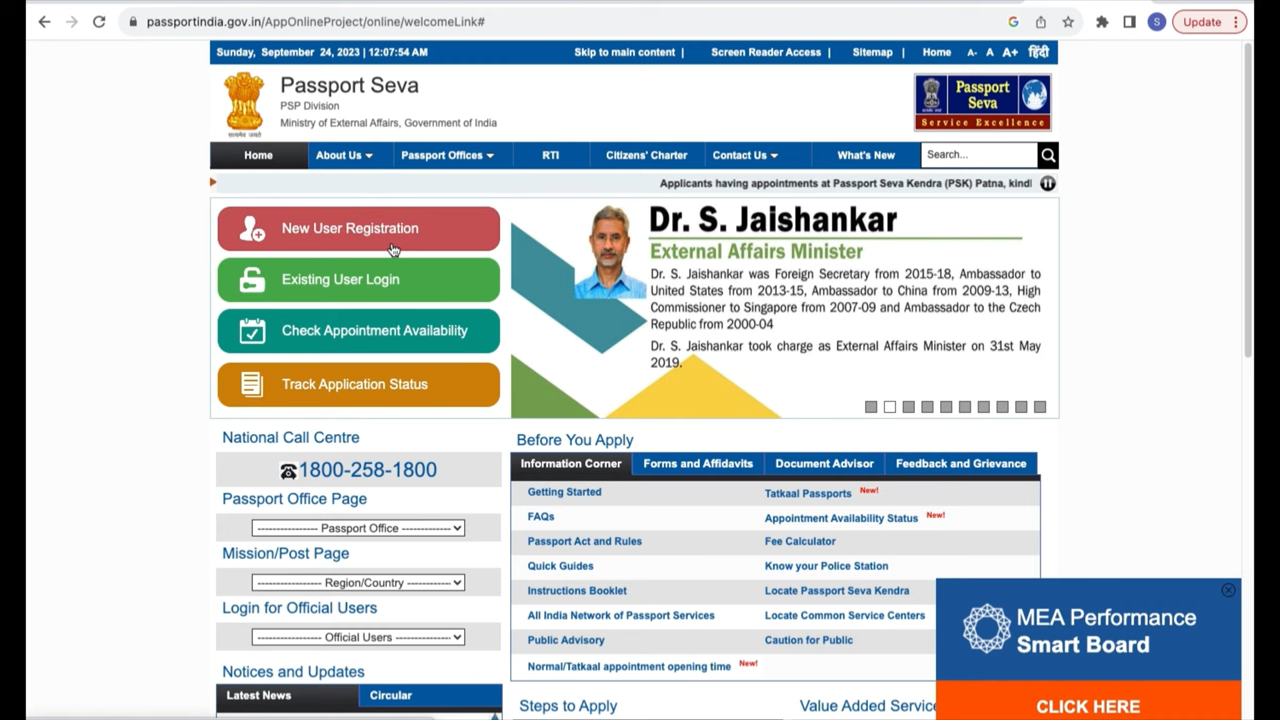 passportindia.gov.in/AppOnlineProject/online/welcomeLink#
G
S
Update
Sunday, September 24, 2023 | 12:07:54 AM
Skip to main content |
Screen Reader Access |
Sitemap |
Home
A- A A+ हिंदी
सत्यमेव जयते
Passport Seva
PSP Division
Ministry of External Affairs, Government of India
Passport
Seva
Service Excellence
Home
About Us
Passport Offices
RTI
Citizens' Charter
Contact Us
What's New
Search...
Applicants having appointments at Passport Seva Kendra (PSK) Patna, kindl
New User Registration
Existing User Login
Check Appointment Availability
Track Application Status
Dr. S. Jaishankar
External Affairs Minister
Dr. S. Jaishankar was Foreign Secretary from 2015-18, Ambassador to
United States from 2013-15, Ambassador to China from 2009-13, High
Commissioner to Singapore from 2007-09 and Ambassador to the Czech
Republic from 2000-04
Dr. S. Jaishankar took charge as External Affairs Minister on 31st May
2019.
National Call Centre
1800-258-1800
Passport Office Page
---------------- Passport Office ------------
Mission/Post Page
----------------- Region/Country ------------
Login for Official Users
----------------- Official Users --------------
Notices and Updates
Latest News
Circular
Before You Apply
Information Corner
Forms and Affidavits
Document Advisor
Feedback and Grievance
Getting Started
Tatkaal Passports New!
FAQs
Appointment Availability Status New!
Passport Act and Rules
Fee Calculator
Quick Guides
Know your Police Station
Instructions Booklet
Locate Passport Seva Kendra
All India Network of Passport Services
Locate Common Service Centers
Public Advisory
Caution for Public
Normal/Tatkaal appointment opening time New!
Steps to Apply
Value Added Service
MEA Performance
Smart Board
CLICK HERE